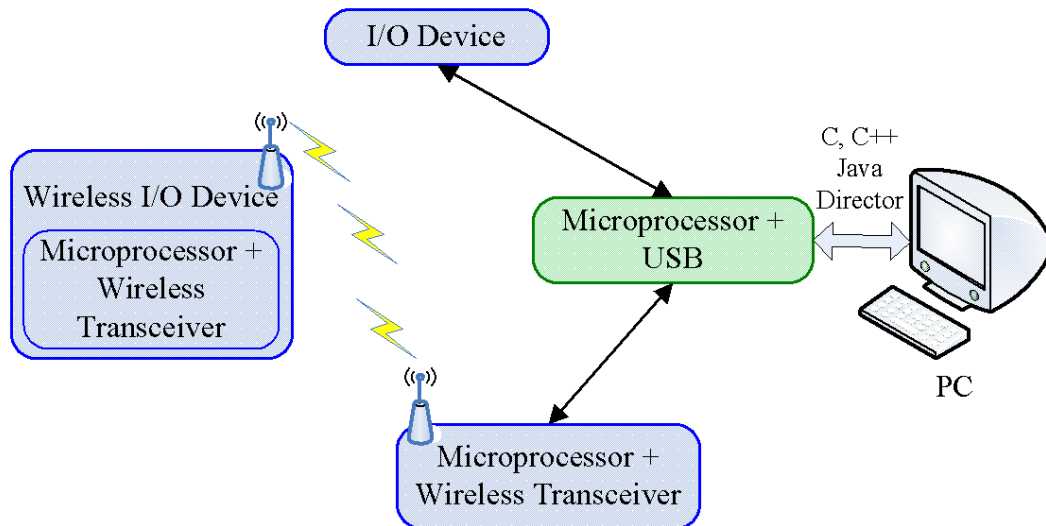 I/O Device
Wireless I/O Device
Microprocessor +
Wireless
Transceiver
Microprocessor +
USB
C, C++
Java
Director
PC
Microprocessor +
Wireless Transceiver